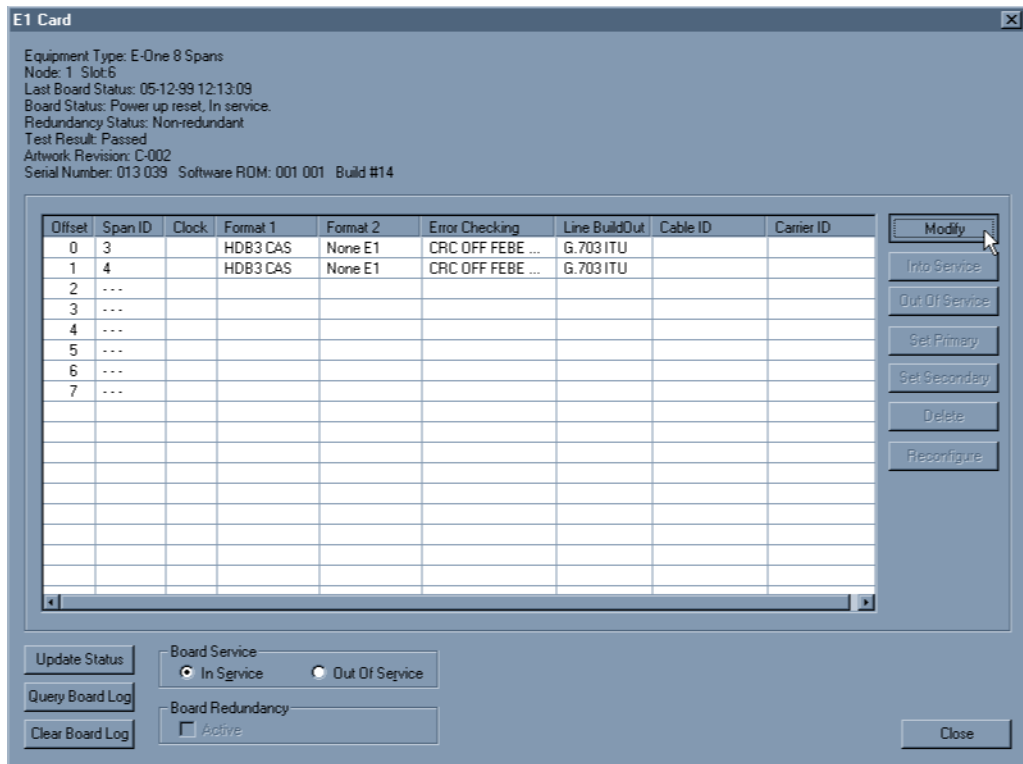 E1 Card
Equipment Type: E-One 8 Spans
Node: 1 Slot:6
Last Board Status: 05-12-99 12:13:09
Board Status: Power up reset, In service.
Redundancy Status: Non-redundant
Test Result: Passed
Artwork Revision: C-002
Serial Number: 013 039 Software ROM: 001 001 Build #14
Offset Span ID Clock Format 1 Format 2 Error Checking Line BuildOut Cable ID Carrier ID
0 3 HDB3 CAS None E1 CRC OFF FEBE ... G.703 ITU
1 4 HDB3 CAS None E1 CRC OFF FEBE ... G.703 ITU
2 - - -
3 - - -
4 - - -
5 - - -
6 - - -
7 - - -
Modify
Into Service
Out Of Service
Set Primary
Set Secondary
Delete
Reconfigure
Update Status
Query Board Log
Clear Board Log
Board Service
In Service Out Of Service
Board Redundancy
Active
Close